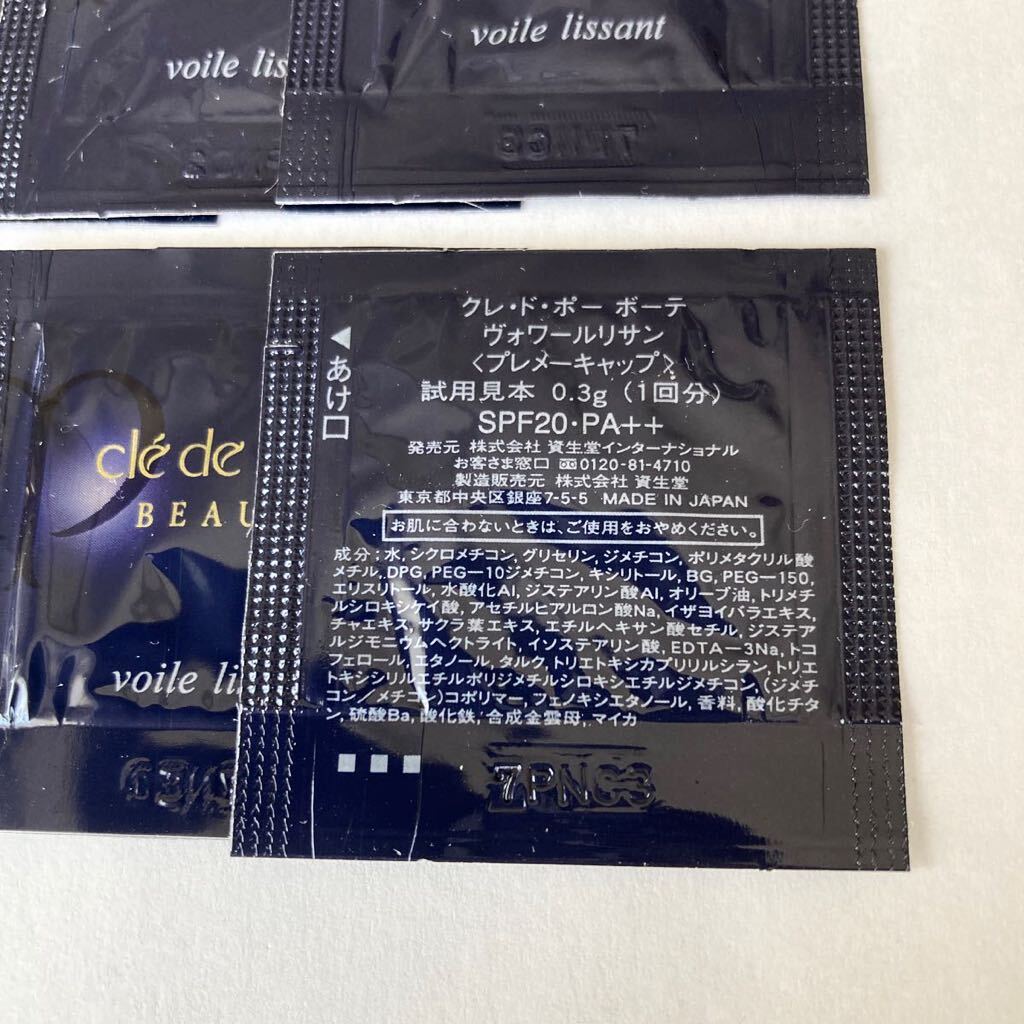 voile lis
voile lissant
clé de
BEAU
voile li
クレ・ド・ポー ボーテ
ヴォワールリサン
〈プレメーキャップ〉
試用見本 0.3g (1回分)
SPF20・PA++
発売元 株式会社 資生堂インターナショナル
お客さま窓口 0120-81-4710
製造販売元 株式会社 資生堂
東京都中央区銀座7-5-5 MADE IN JAPAN
お肌に合わないときは、ご使用をおやめください。
成分:水, シクロメチコン, グリセリン, ジメチコン, ポリメタクリル酸
メチル, DPG, PEG－10ジメチコン, キシリトール, BG, PEG－150,
エリスリトール, 水酸化Al, ジステアリン酸Al, オリーブ油, トリメチ
ルシロキシケイ酸, アセチルヒアルロン酸Na, イザヨイバラエキス,
チャエキス, サクラ葉エキス, エチルヘキサン酸セチル, ジステア
ルジモニウムヘクトライト, イソステアリン酸, EDTA－3Na, トコ
フェロール, エタノール, タルク, トリエトキシカプリリルシラン, トリエ
トキシシリルエチルポリジメチルシロキシエチルジメチコン, (ジメチ
コン／メチコン)コポリマー, フェノキシエタノール, 香料, 酸化チタ
ン, 硫酸Ba, 酸化鉄, 合成金雲母, マイカ
◀あけ口
7PNC3